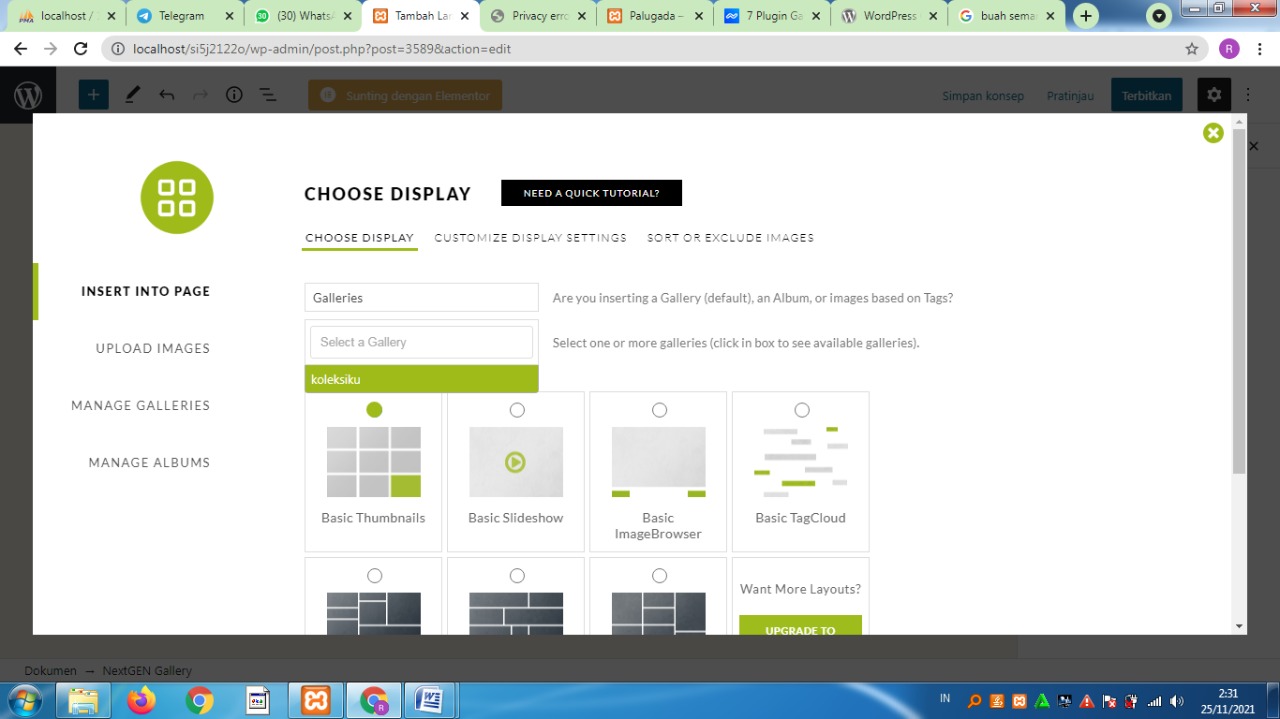 localhost /
Telegram
(30) Whats
Tambah La
Privacy erro
Palugada –
7 Plugin Ga
WordPress
buah sema
localhost/si5j2122o/wp-admin/post.php?post=3589&action=edit
R
Sunting dengan Elementor
Simpan konsep
Pratinjau
Terbitkan
CHOOSE DISPLAY
NEED A QUICK TUTORIAL?
CHOOSE DISPLAY
CUSTOMIZE DISPLAY SETTINGS
SORT OR EXCLUDE IMAGES
INSERT INTO PAGE
UPLOAD IMAGES
MANAGE GALLERIES
MANAGE ALBUMS
Galleries
Are you inserting a Gallery (default), an Album, or images based on Tags?
Select a Gallery
Select one or more galleries (click in box to see available galleries).
koleksiku
Basic Thumbnails
Basic Slideshow
Basic
ImageBrowser
Basic TagCloud
Want More Layouts?
UPGRADE TO
Dokumen → NextGEN Gallery
IN
2:31
25/11/2021